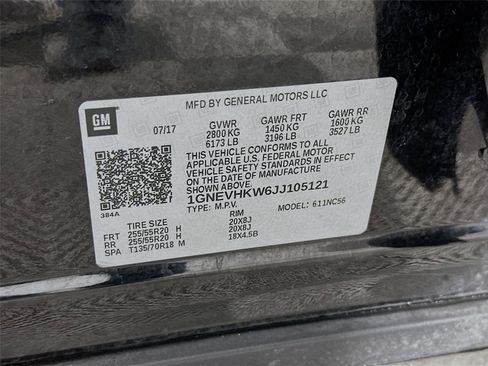 MFD BY GENERAL MOTORS LLC
GM
07/17 GVWR GAWR FRT GAWR RR
2800 KG 1450 KG 1600 KG
6173 LB 3196 LB 3527 LB
THIS VEHICLE CONFORMS TO ALL
APPLICABLE U.S. FEDERAL MOTOR
VEHICLE SAFETY STANDARDS IN EFFECT
ON THE DATE OF MANUFACTURE
SHOWN ABOVE.
1GNEVHKW6JJ105121
TYPE: M.P.V. MODEL: 611NC56
384A
TIRE SIZE RIM
FRT 255/55R20 H 20X8J
RR 255/55R20 H 20X8J
SPA T135/70R18 M 18X4.5B